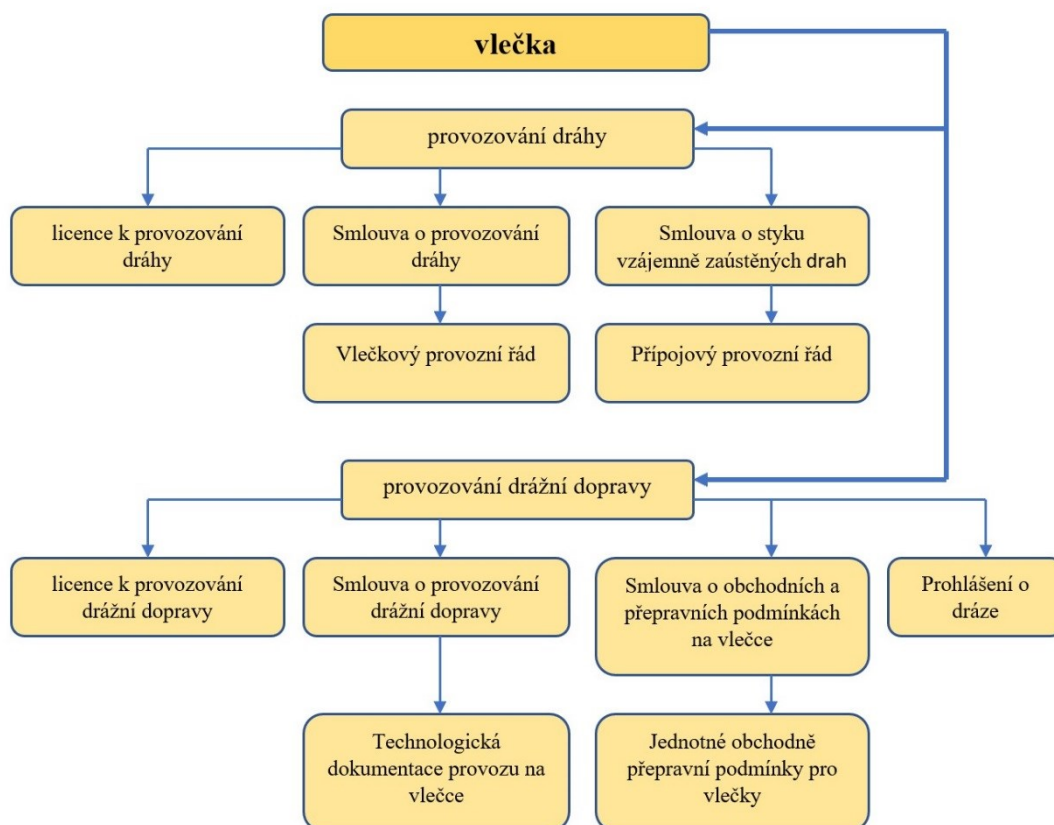 vlečka
provozování dráhy
licence k provozování
dráhy
Smlouva o provozování
dráhy
Smlouva o styku
vzájemně zaústěných drah
Vlečkový provozní řád
Přípojový provozní řád
provozování drážní dopravy
licence k provozování
drážní dopravy
Smlouva o provozování
drážní dopravy
Smlouva o obchodních a
přepravních podmínkách
na vlečce
Prohlášení o
dráze
Technologická
dokumentace provozu na
vlečce
Jednotné obchodně
přepravní podmínky pro
vlečky